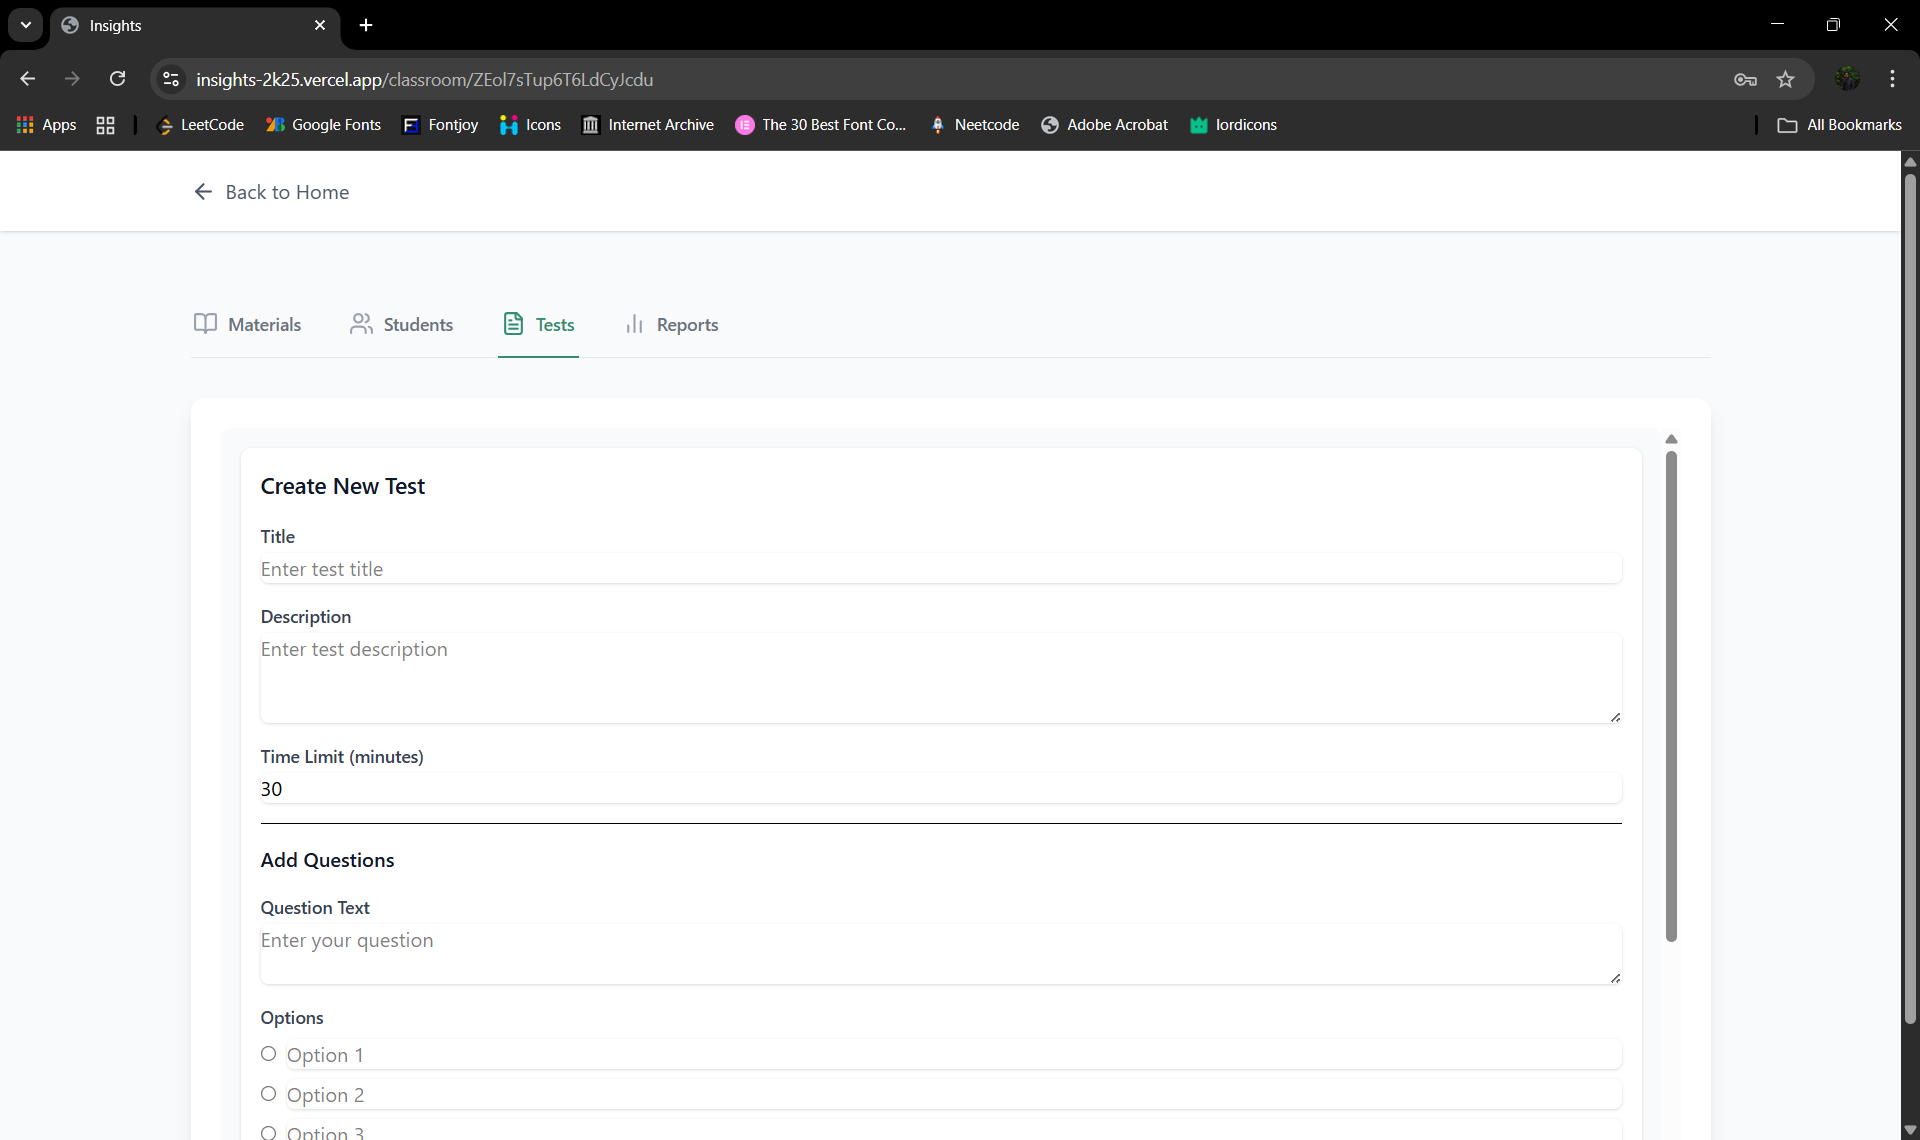 Insights
insights-2k25.vercel.app/classroom/ZEol7sTup6T6LdCyJcdu
Apps LeetCode Google Fonts Fontjoy Icons Internet Archive The 30 Best Font Co... Neetcode Adobe Acrobat lordicons All Bookmarks
Back to Home
Materials Students Tests Reports
Create New Test
Title
Enter test title
Description
Enter test description
Time Limit (minutes)
30
Add Questions
Question Text
Enter your question
Options
Option 1
Option 2
Option 3